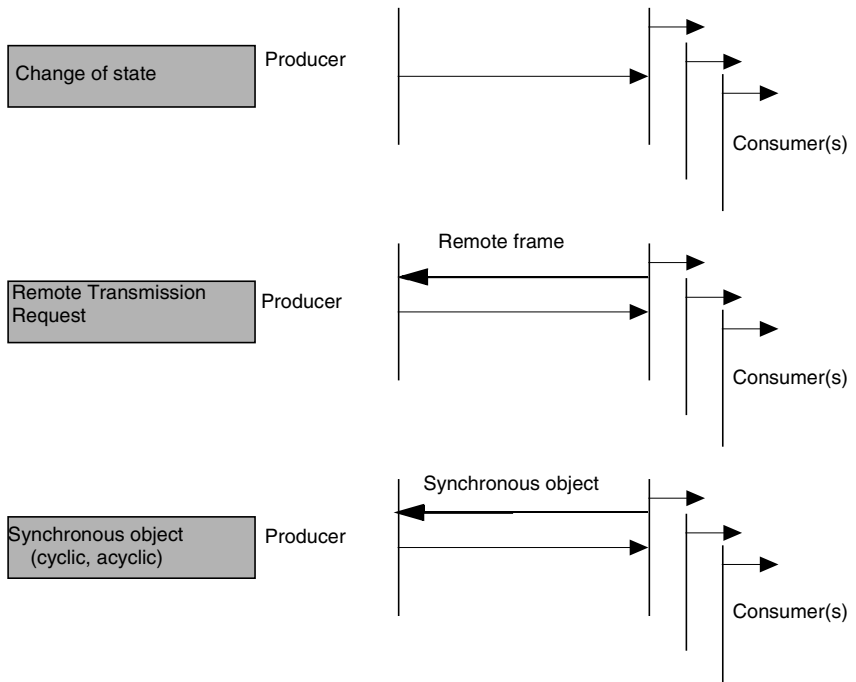 Change of state
Producer
Consumer(s)
Remote frame
Remote Transmission
Request
Producer
Consumer(s)
Synchronous object
Synchronous object
(cyclic, acyclic)
Producer
Consumer(s)